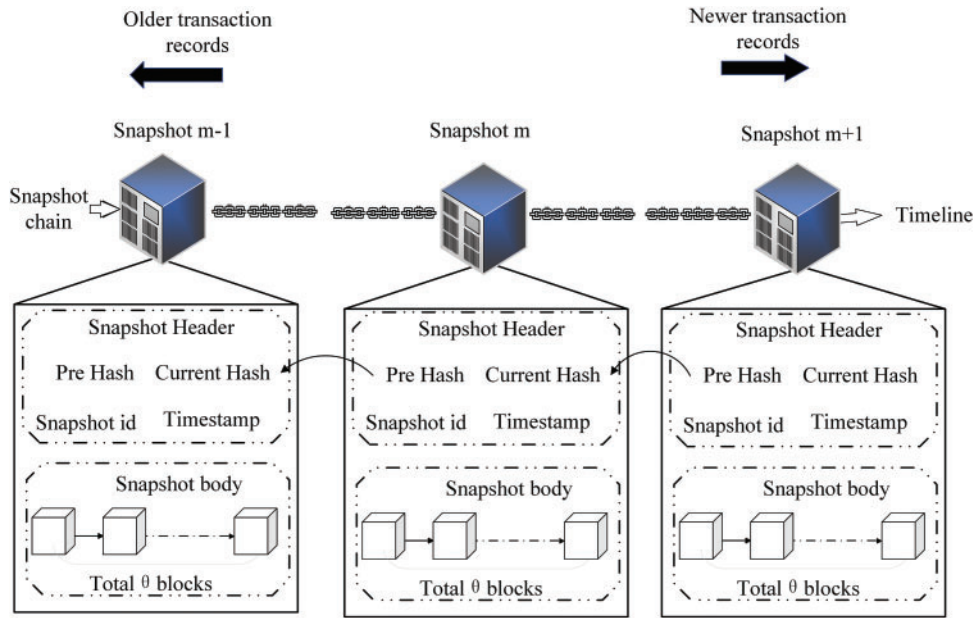 Older transaction
records
Newer transaction
records
Snapshot m-1
Snapshot m
Snapshot m+1
Snapshot
chain
Timeline
Snapshot Header
Pre Hash Current Hash
Snapshot id Timestamp
Snapshot body
Total θ blocks
Snapshot Header
Pre Hash Current Hash
Snapshot id Timestamp
Snapshot body
Total θ blocks
Snapshot Header
Pre Hash Current Hash
Snapshot id Timestamp
Snapshot body
Total θ blocks